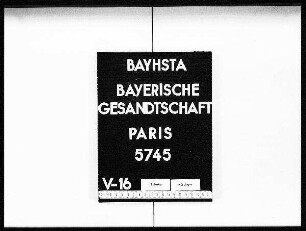 BAYHSTA
BAYERISCHE
GESANDTSCHAFT
PARIS
5745
V-16